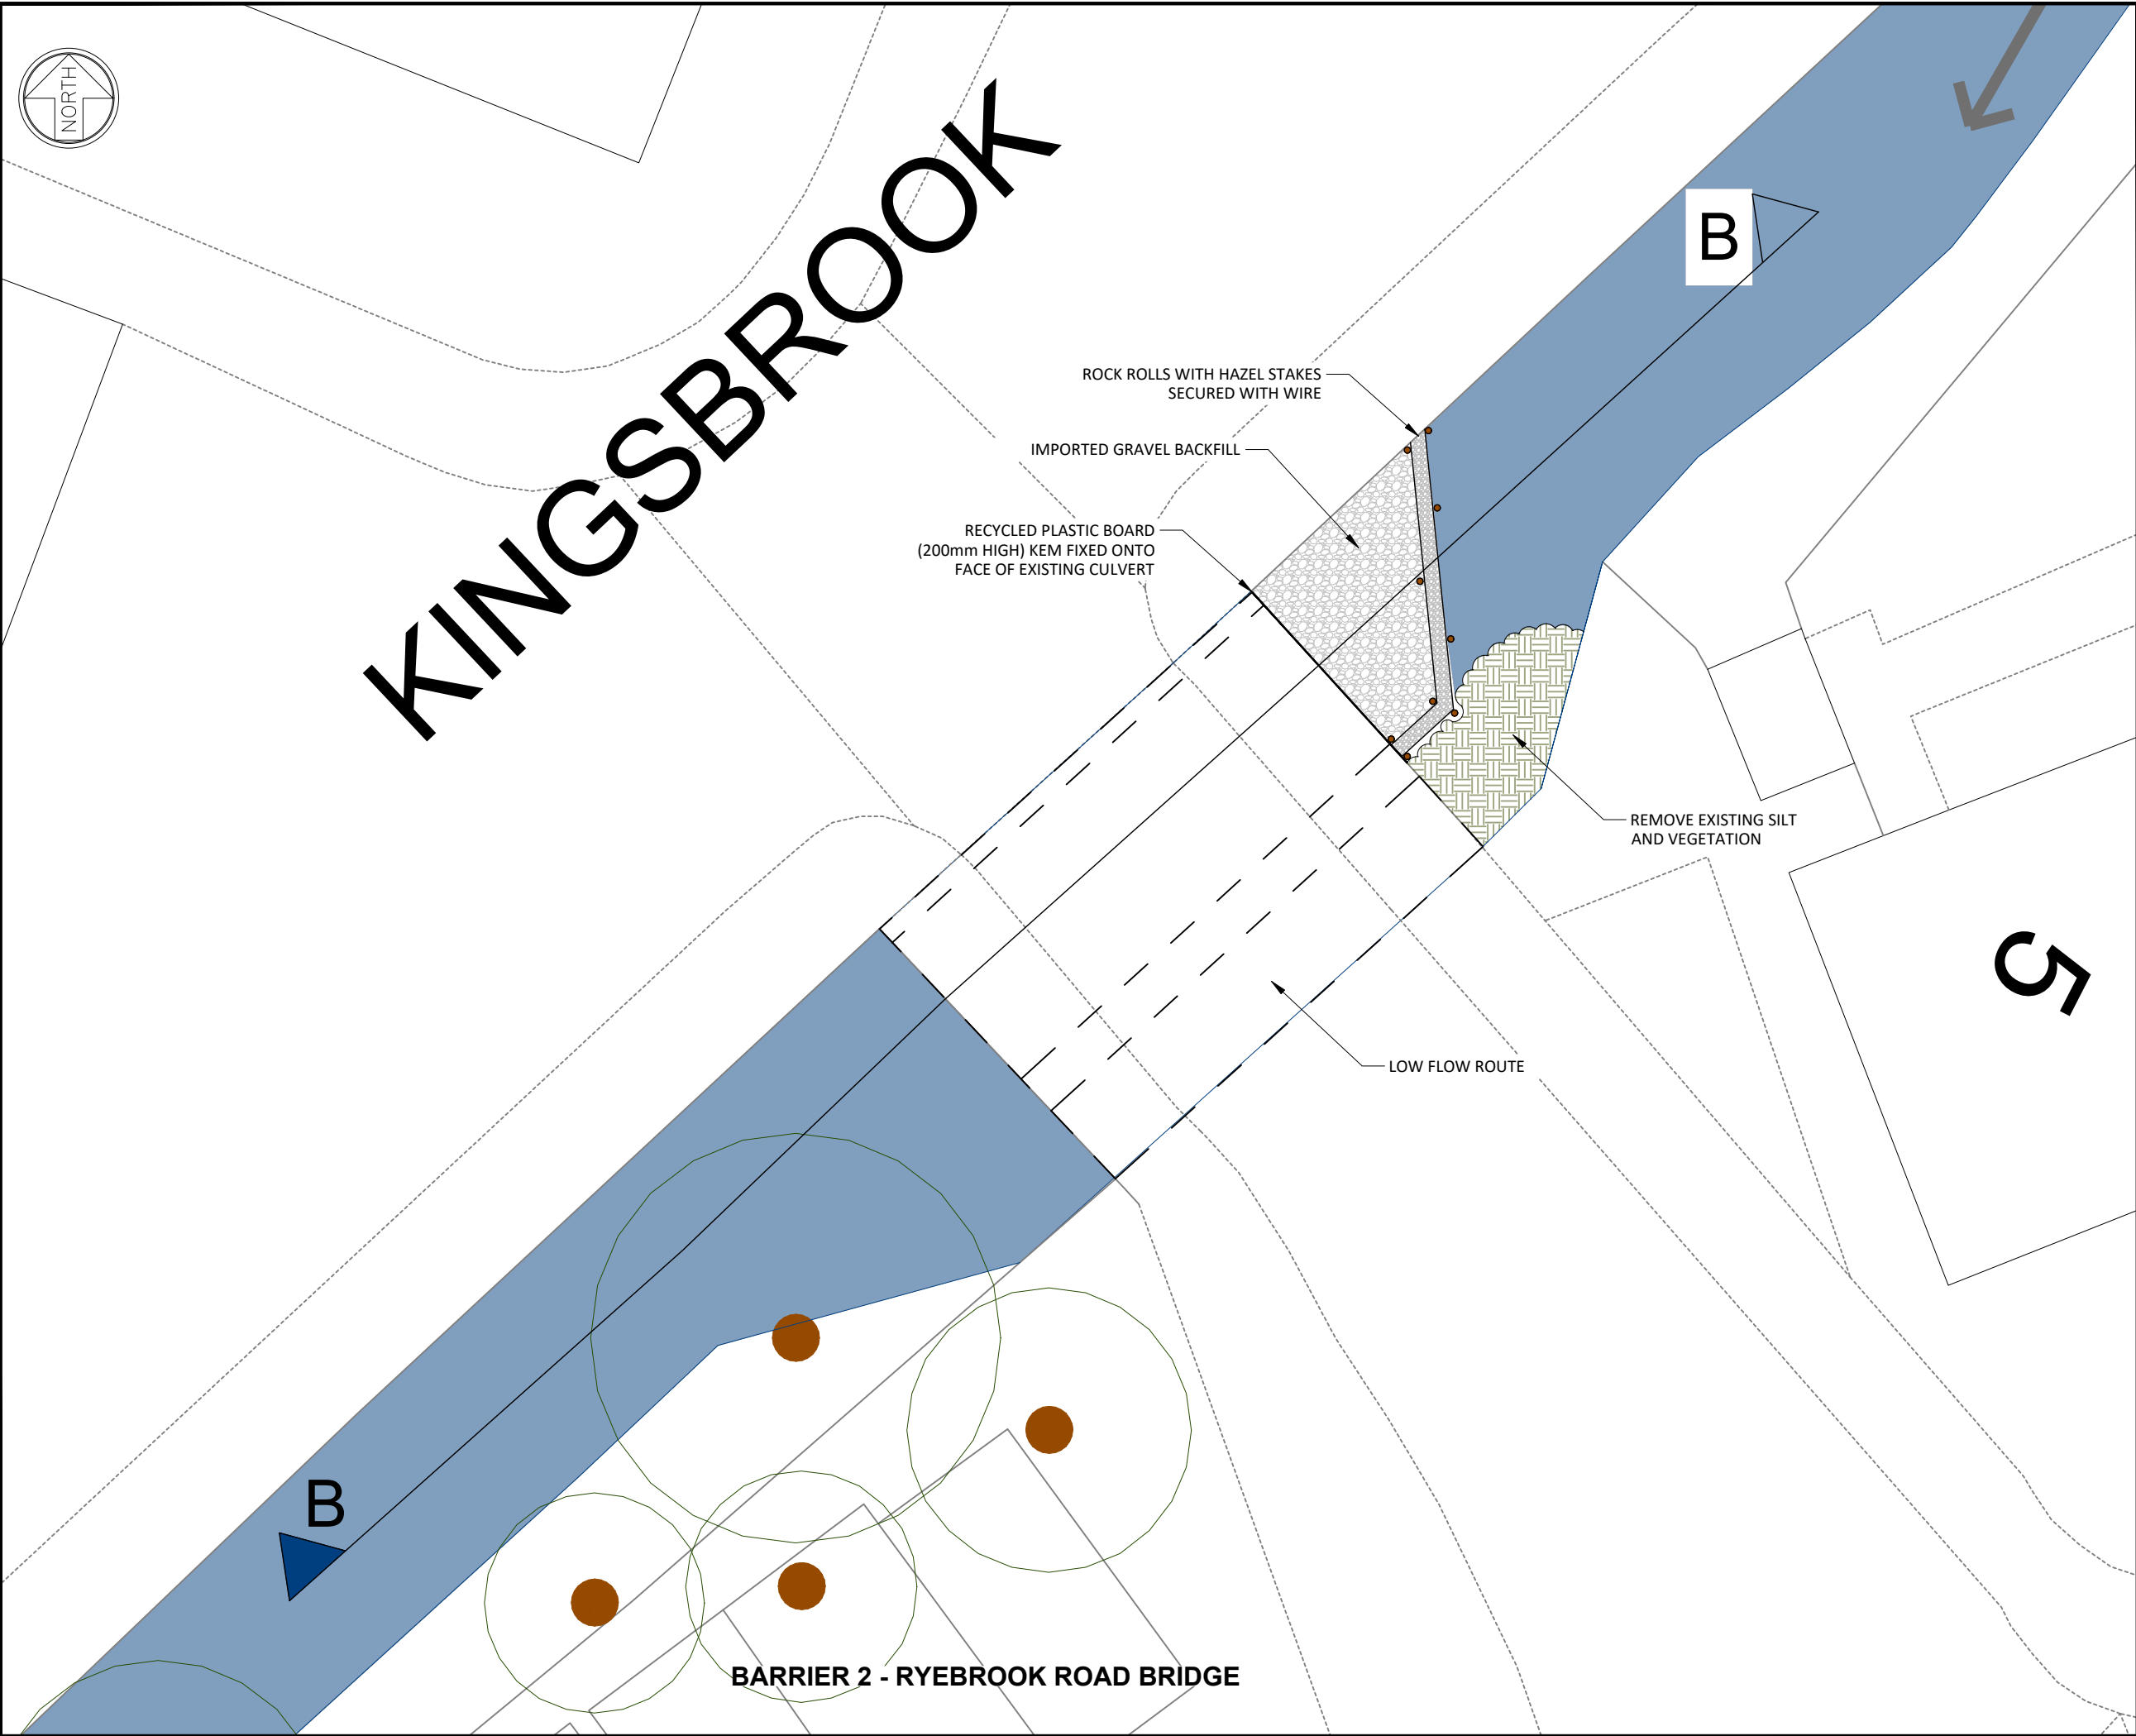 NORTH
KINGSBROOK
B
ROCK ROLLS WITH HAZEL STAKES
SECURED WITH WIRE
IMPORTED GRAVEL BACKFILL
RECYCLED PLASTIC BOARD
(200mm HIGH) KEM FIXED ONTO
FACE OF EXISTING CULVERT
REMOVE EXISTING SILT
AND VEGETATION
5
LOW FLOW ROUTE
B
BARRIER 2 - RYEBROOK ROAD BRIDGE